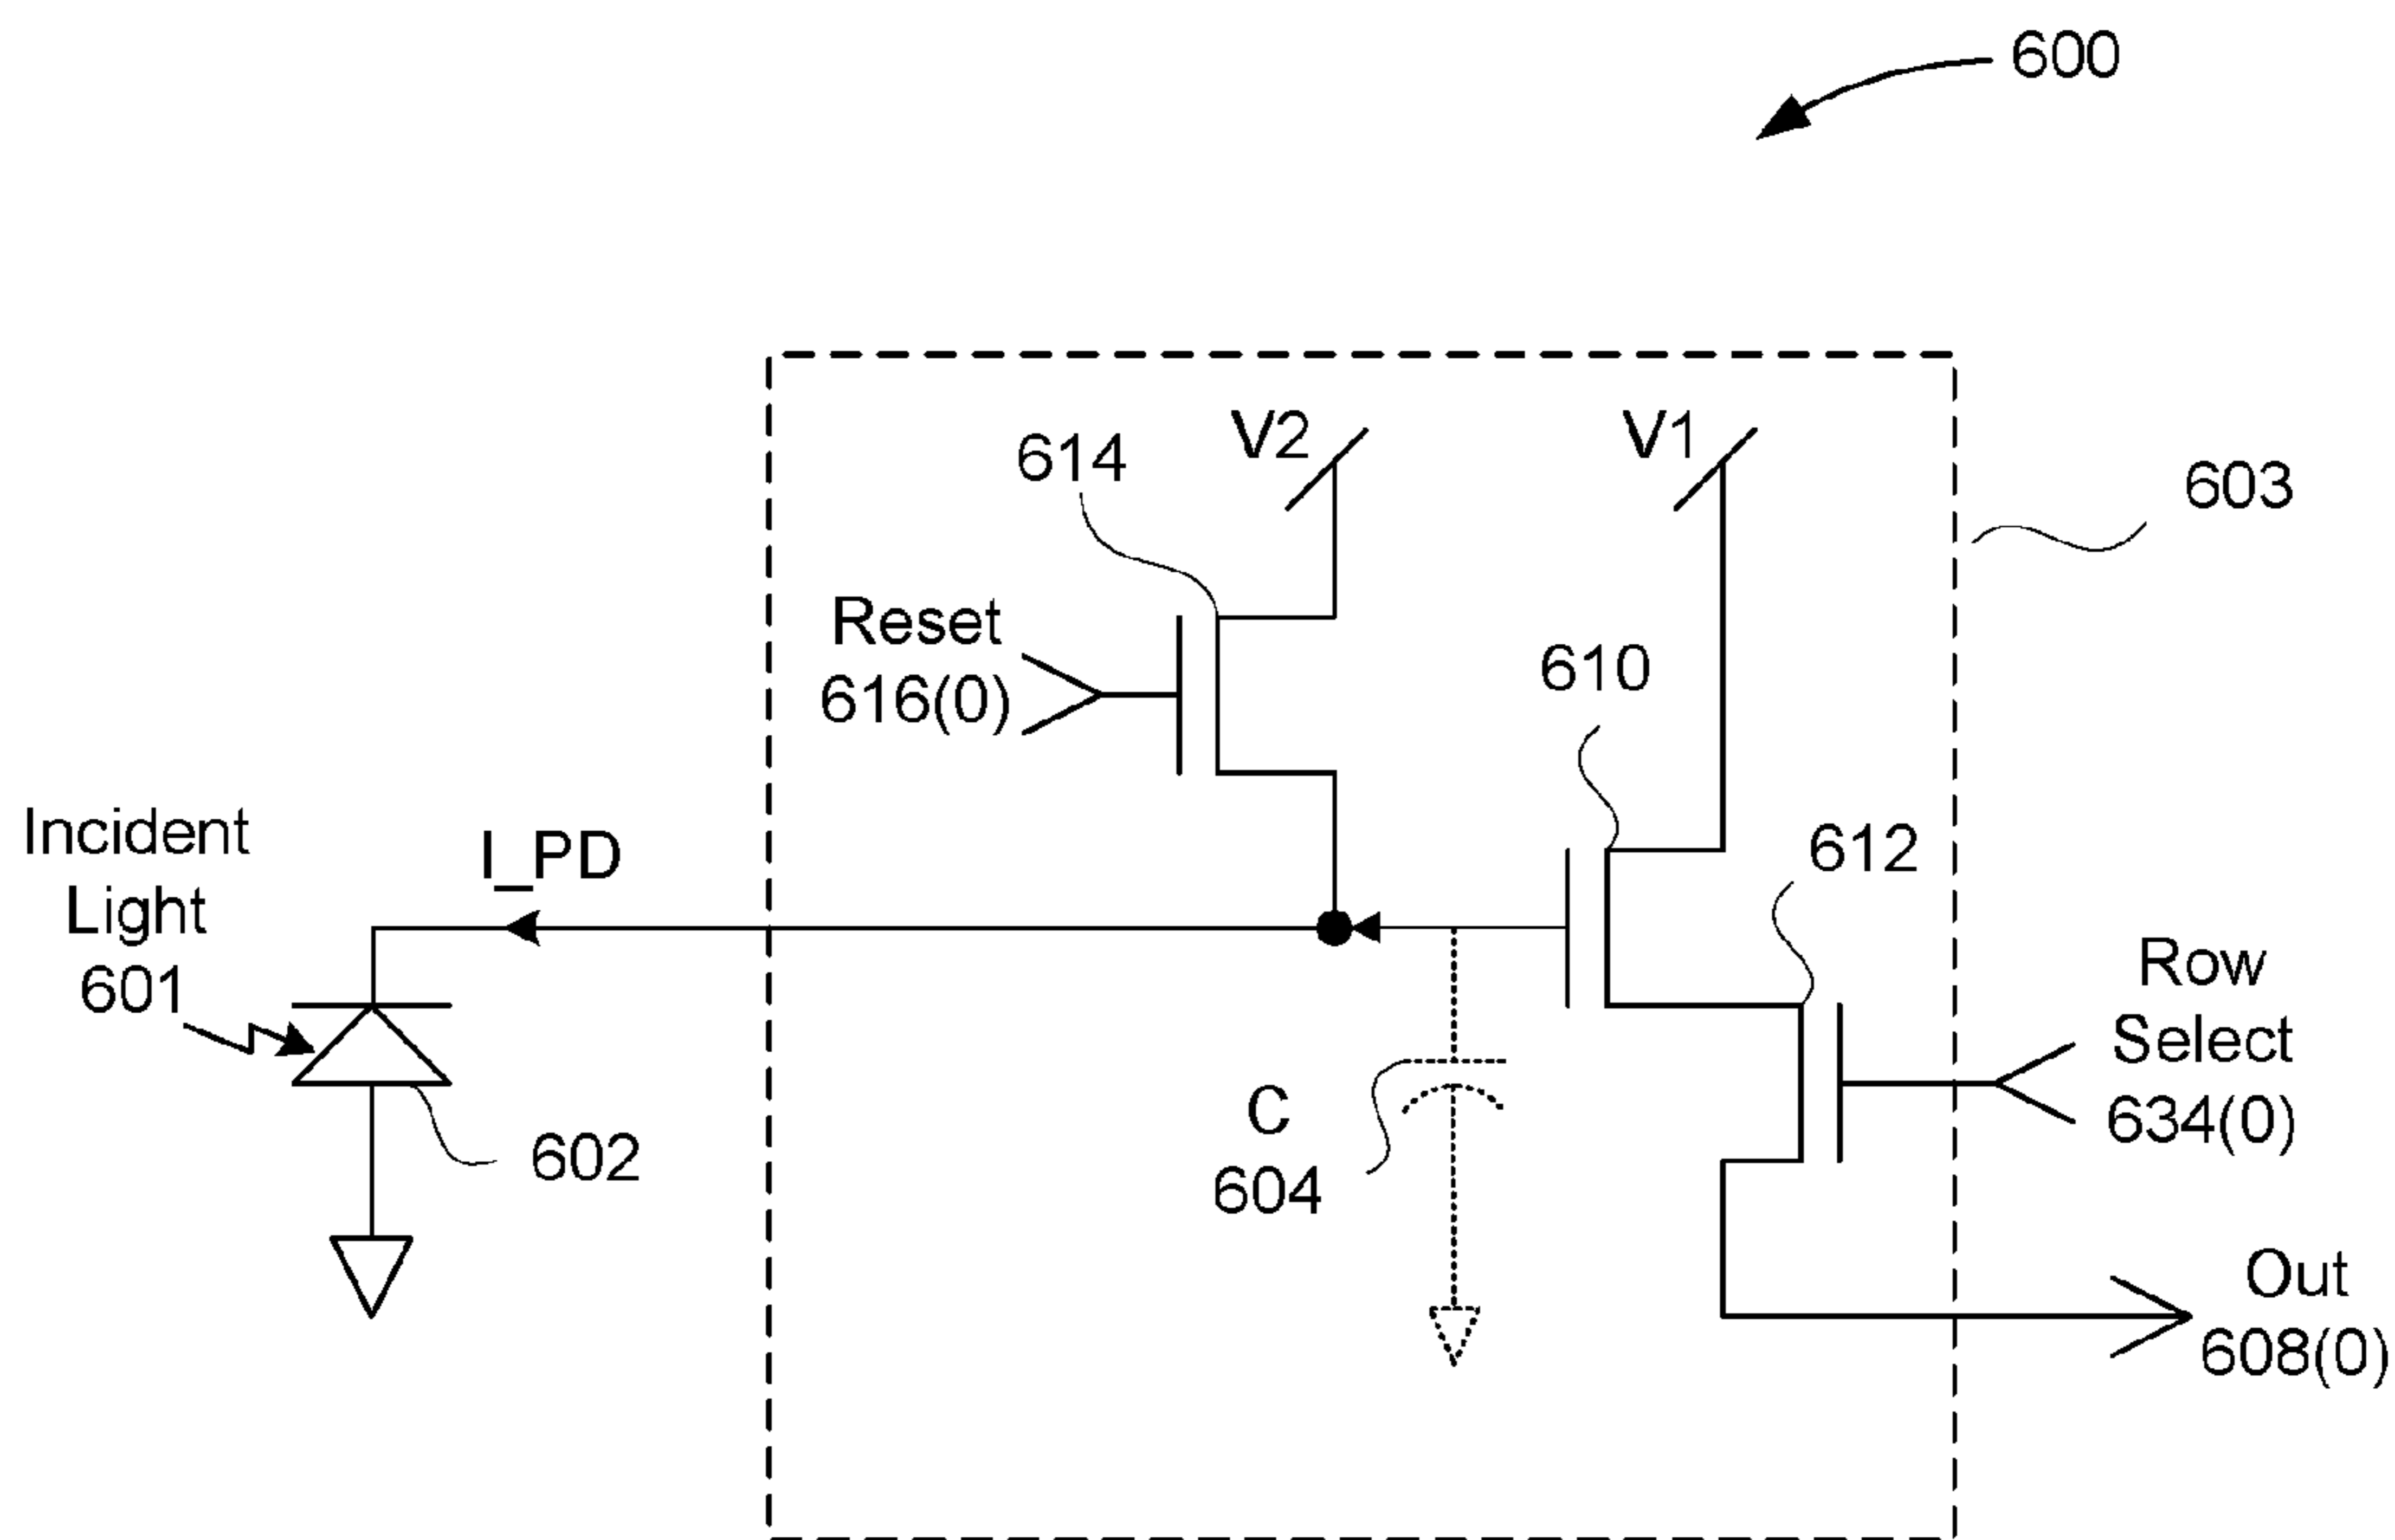 600
V2
V1
614
603
Reset
616(0)
610
Incident
Light
601
I_PD
612
Row
Select
634(0)
C
604
602
Out
608(0)